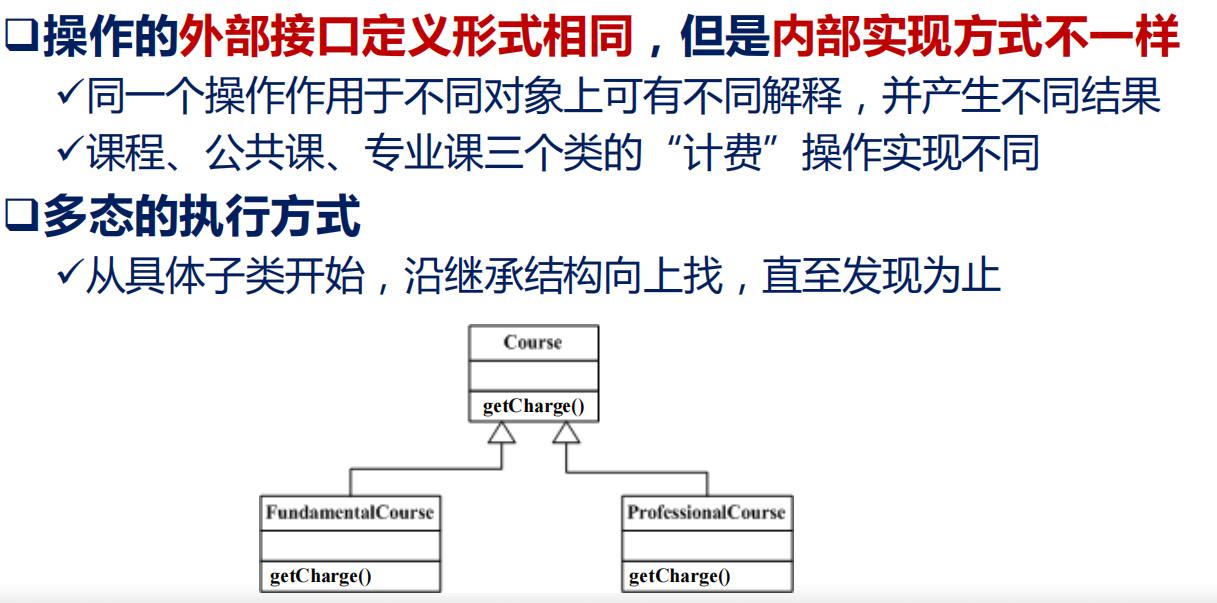 ❑操作的外部接口定义形式相同，但是内部实现方式不一样
✓同一个操作作用于不同对象上可有不同解释，并产生不同结果
✓课程、公共课、专业课三个类的“计费”操作实现不同
❑多态的执行方式
✓从具体子类开始，沿继承结构向上找，直至发现为止
Course
getCharge()
FundamentalCourse
getCharge()
ProfessionalCourse
getCharge()